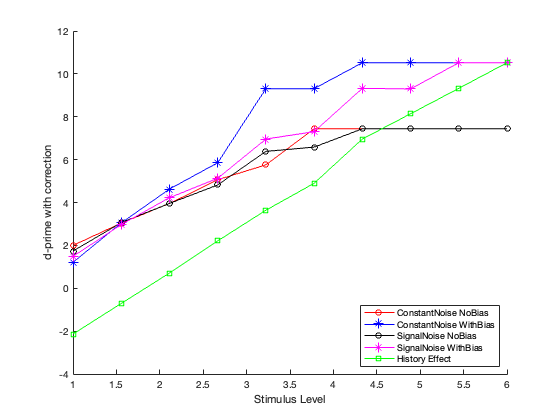 12
10
8
6
4
2
0
-2
-4
d-prime with correction
1 1.5 2 2.5 3 3.5 4 4.5 5 5.5 6
Stimulus Level
ConstantNoise NoBias
ConstantNoise WithBias
SignalNoise NoBias
SignalNoise WithBias
History Effect